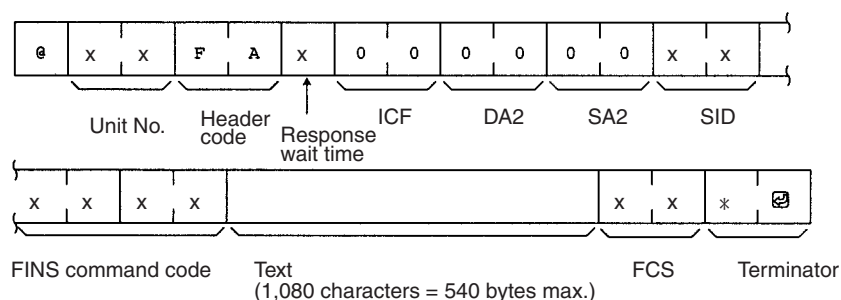 @ x x F A x 0 0 0 0 0 0 x x
Unit No. Header code Response wait time ICF DA2 SA2 SID
x x x x x x * ↵
FINS command code Text FCS Terminator
(1,080 characters = 540 bytes max.)